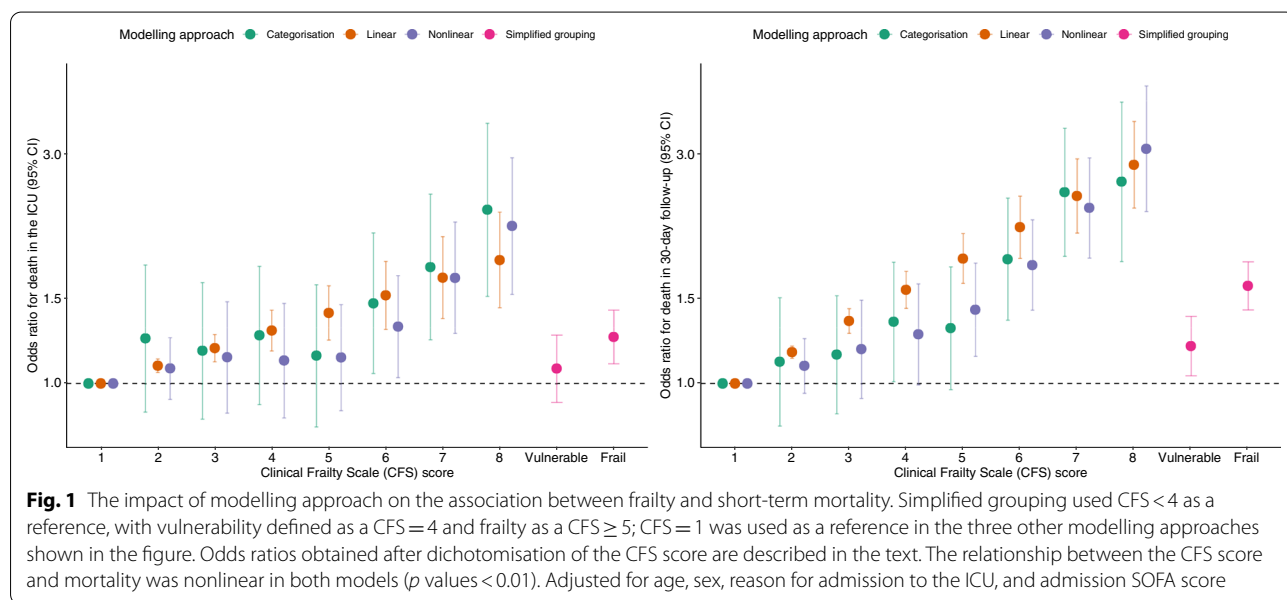 Modelling approach Categorisation Linear Nonlinear Simplified grouping
Odds ratio for death in the ICU (95% CI)
3.0
1.5
1.0
1 2 3 4 5 6 7 8 Vulnerable Frail
Clinical Frailty Scale (CFS) score
Modelling approach Categorisation Linear Nonlinear Simplified grouping
Odds ratio for death in 30-day follow-up (95% CI)
3.0
1.5
1.0
1 2 3 4 5 6 7 8 Vulnerable Frail
Clinical Frailty Scale (CFS) score
Fig. 1 The impact of modelling approach on the association between frailty and short-term mortality. Simplified grouping used CFS < 4 as a
reference, with vulnerability defined as a CFS = 4 and frailty as a CFS ≥ 5; CFS = 1 was used as a reference in the three other modelling approaches
shown in the figure. Odds ratios obtained after dichotomisation of the CFS score are described in the text. The relationship between the CFS score
and mortality was nonlinear in both models (p values < 0.01). Adjusted for age, sex, reason for admission to the ICU, and admission SOFA score